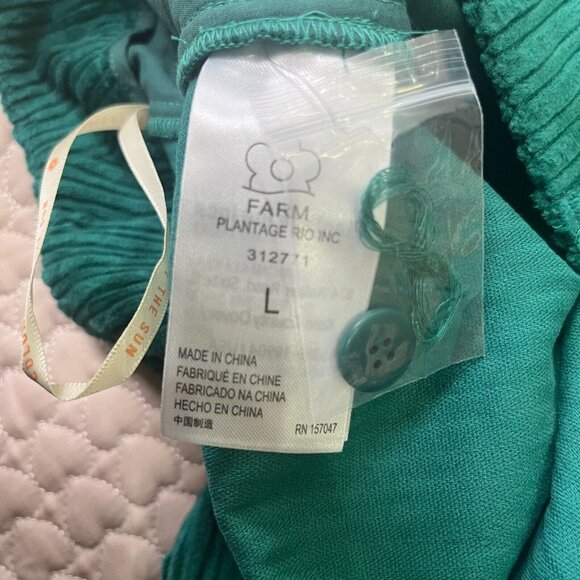 FARM
PLANTAGE RIO INC
312771
L
MADE IN CHINA
FABRIQUÉ EN CHINE
FABRICADO NA CHINA
HECHO EN CHINA
中国制造
RN 157047
THE SUN